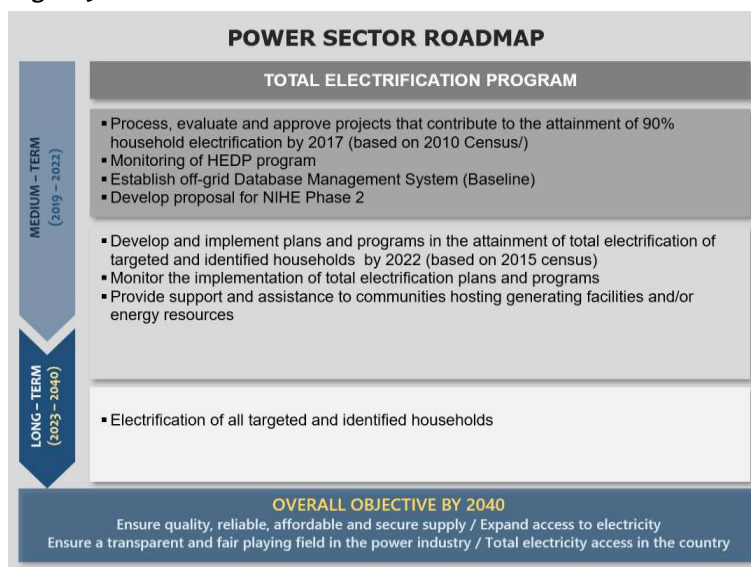 POWER SECTOR ROADMAP
TOTAL ELECTRIFICATION PROGRAM
MEDIUM – TERM
(2019 – 2022)
▪ Process, evaluate and approve projects that contribute to the attainment of 90%
household electrification by 2017 (based on 2010 Census/)
▪ Monitoring of HEDP program
▪ Establish off-grid Database Management System (Baseline)
▪ Develop proposal for NIHE Phase 2
▪ Develop and implement plans and programs in the attainment of total electrification of
targeted and identified households by 2022 (based on 2015 census)
▪ Monitor the implementation of total electrification plans and programs
▪ Provide support and assistance to communities hosting generating facilities and/or
energy resources
LONG – TERM
(2023 – 2040)
▪ Electrification of all targeted and identified households
OVERALL OBJECTIVE BY 2040
Ensure quality, reliable, affordable and secure supply / Expand access to electricity
Ensure a transparent and fair playing field in the power industry / Total electricity access in the country